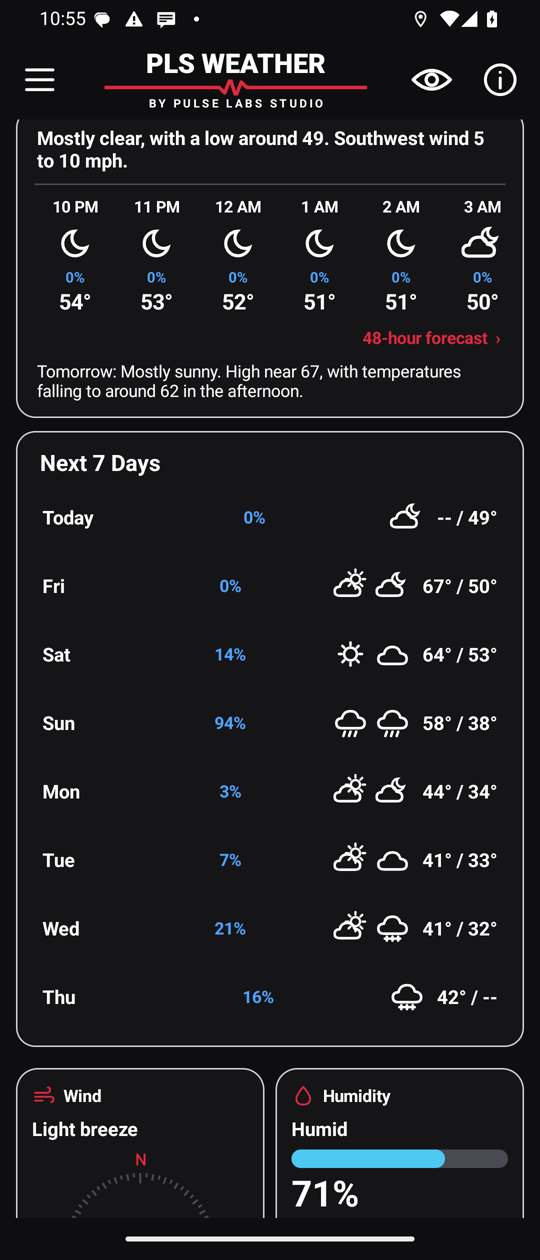 10:55
PLS WEATHER
BY PULSE LABS STUDIO
Mostly clear, with a low around 49. Southwest wind 5
to 10 mph.
10 PM 11 PM 12 AM 1 AM 2 AM 3 AM
0% 0% 0% 0% 0% 0%
54° 53° 52° 51° 51° 50°
48-hour forecast ›
Tomorrow: Mostly sunny. High near 67, with temperatures
falling to around 62 in the afternoon.
Next 7 Days
Today 0% -- / 49°
Fri 0% 67° / 50°
Sat 14% 64° / 53°
Sun 94% 58° / 38°
Mon 3% 44° / 34°
Tue 7% 41° / 33°
Wed 21% 41° / 32°
Thu 16% 42° / --
Wind
Light breeze
N
Humidity
Humid
71%